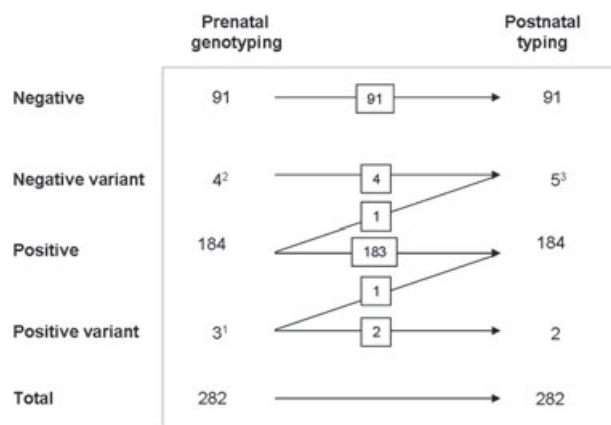 Prenatal genotyping Postnatal typing
Negative 91 91 91
Negative variant 4² 4 5³
1
Positive 184 183 184
1
Positive variant 3¹ 2 2
Total 282 282